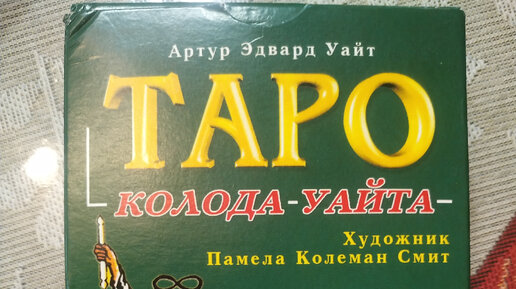 Артур Эдвард Уайт
ТАРО
КОЛОДА-УАЙТА
Художник
Памела Колеман Смит